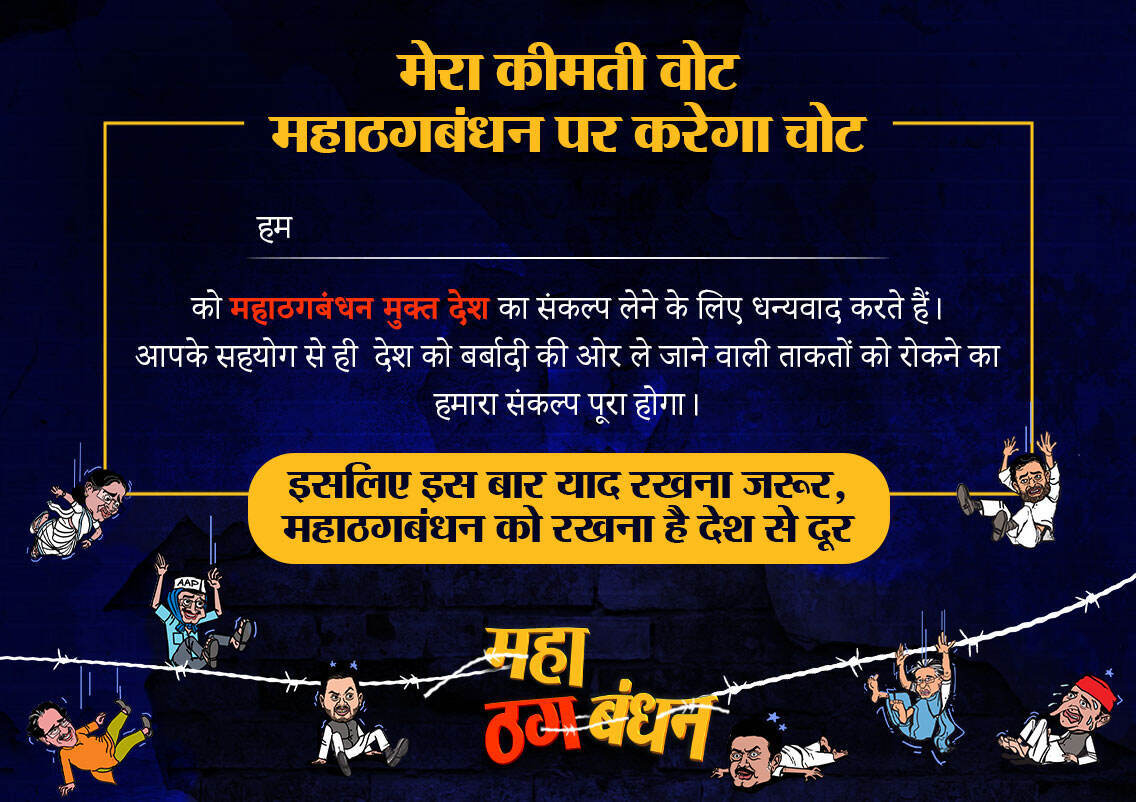 मेरा कीमती वोट
महाठगबंधन पर करेगा चोट
हम
को महाठगबंधन मुक्त देश का संकल्प लेने के लिए धन्यवाद करते हैं।
आपके सहयोग से ही देश को बर्बादी की ओर ले जाने वाली ताकतों को रोकने का
हमारा संकल्प पूरा होगा।
इसलिए इस बार याद रखना जरूर,
महाठगबंधन को रखना है देश से दूर
AAP
महा
ठगबंधन